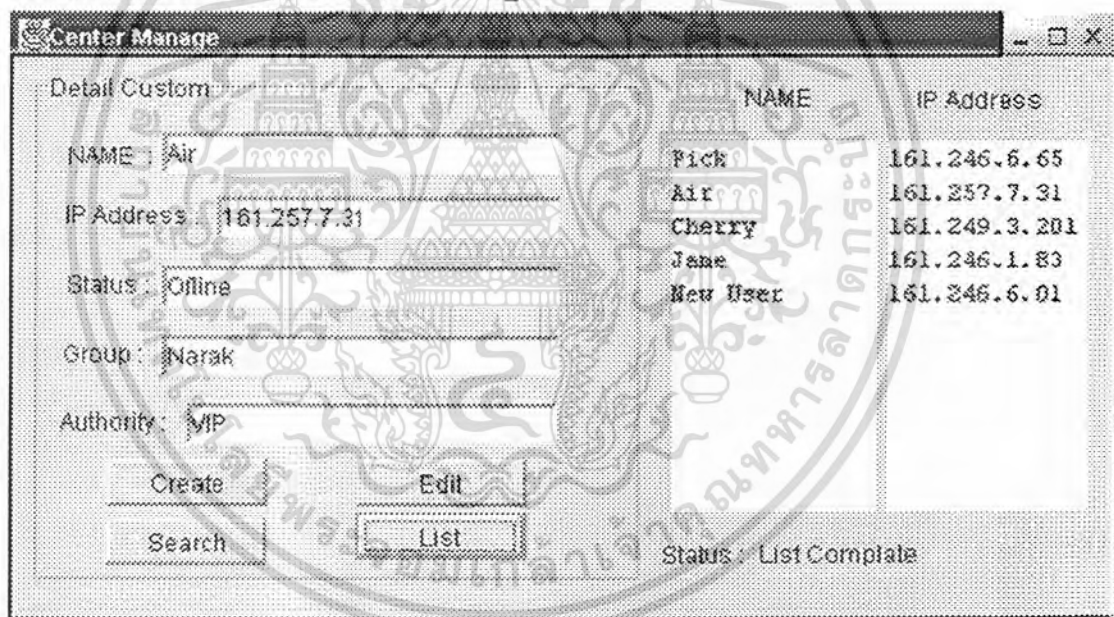 Center Manage
Detail Custom
NAME : Air
IP Address : 161.257.7.31
Status : Offline
Group : Narak
Authority : VIP
Create
Edit
Search
List
NAME
IP Address
Pick
161.246.6.65
Air
161.257.7.31
Cherry
161.249.3.201
Jane
161.246.1.83
New User
161.246.6.01
Status : List Complate